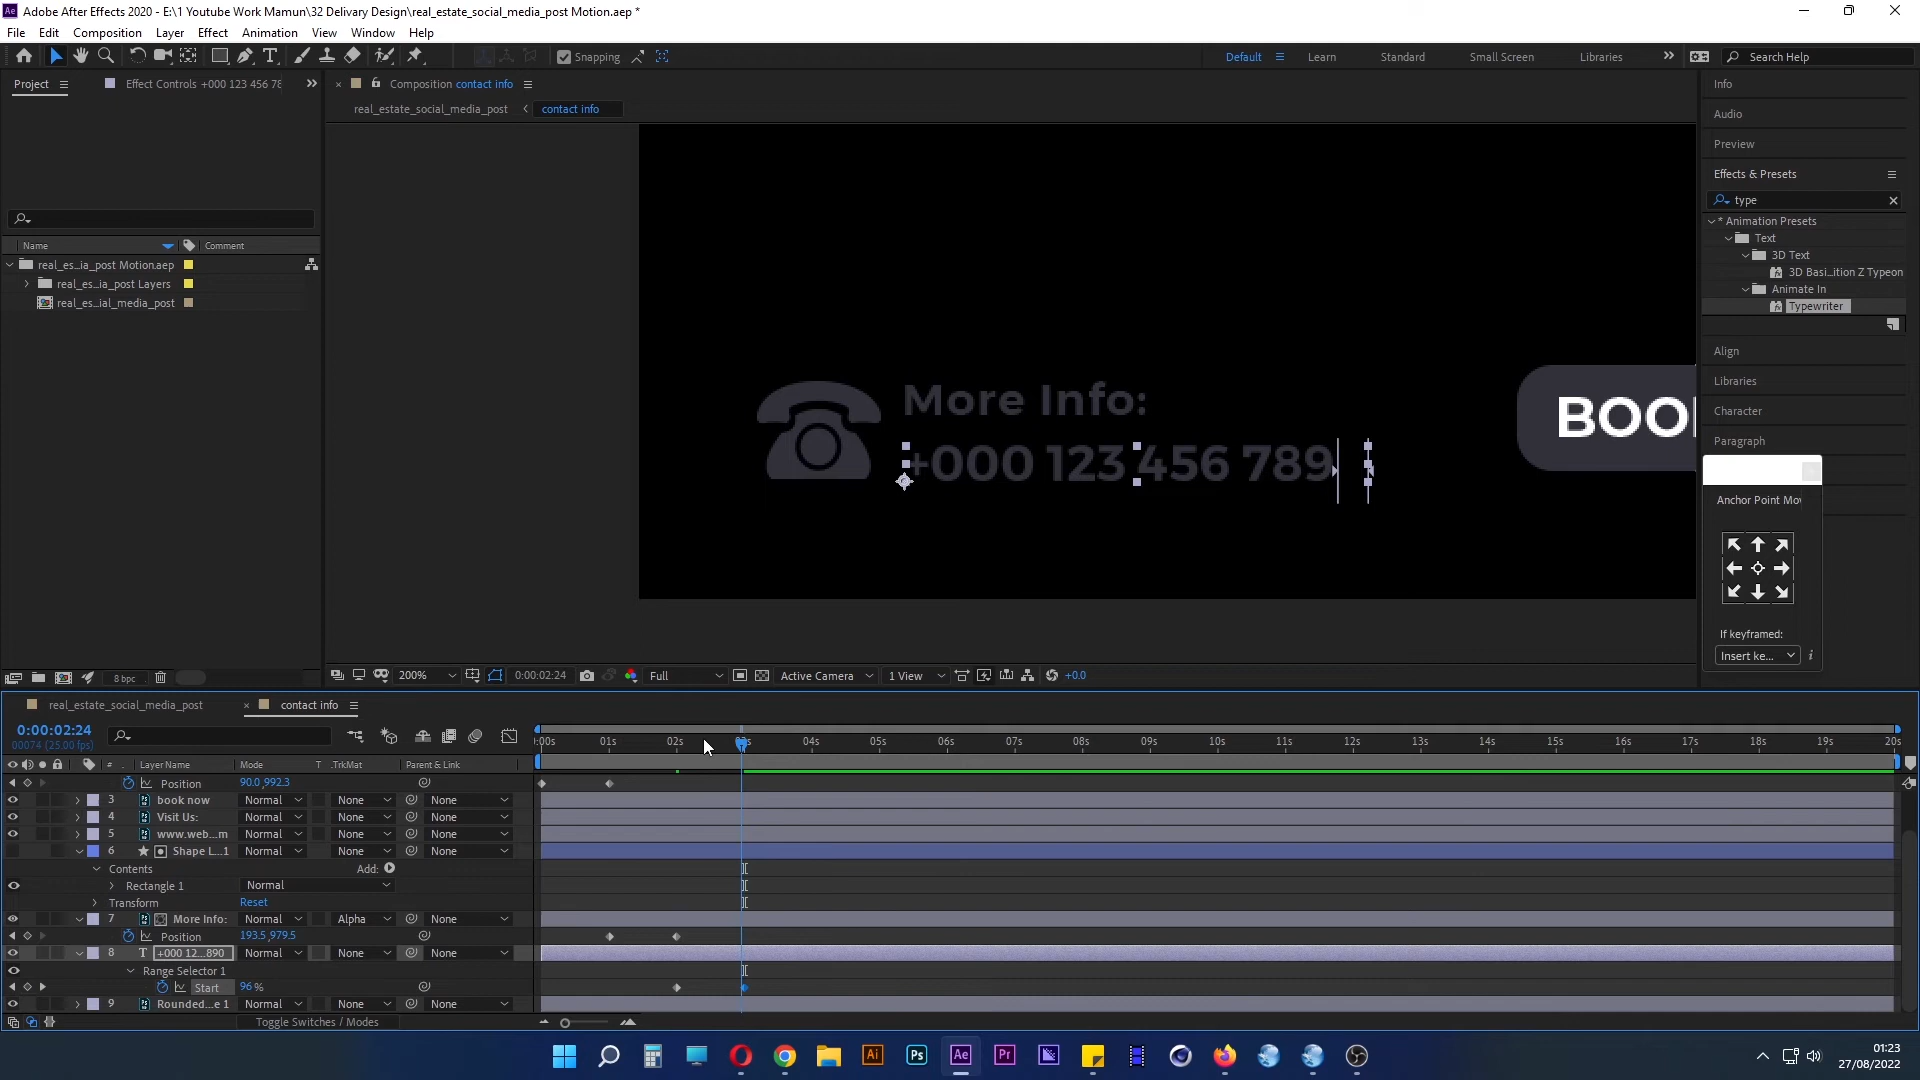 Adobe After Effects 2020 - E:\1 Youtube Work Mamun\32 Delivary Design\real_estate_social_media_post Motion.aep *
File Edit Composition Layer Effect Animation View Window Help
Snapping Default Learn Standard Small Screen Libraries Search Help
Project Effect Controls +000 123 456 78
Composition contact info
real_estate_social_media_post contact info
Name Comment
real_es...ia_post Motion.aep
real_es...ia_post Layers
real_es...ial_media_post
8 bpc
More Info:
+000 123 456 789
BOO
200% 0:00:02:24 Full Active Camera 1 View +0.0
Info
Audio
Preview
Effects & Presets
type
* Animation Presets
Text
3D Text
3D Basi...ition Z Typeon
Animate In
Typewriter
Align
Libraries
Character
Paragraph
Anchor Point Mov
If keyframed:
Insert ke...
real_estate_social_media_post contact info
0:00:02:24
00074 (25.00 fps)
:00s 01s 02s 03s 04s 05s 06s 07s 08s 09s 10s 11s 12s 13s 14s 15s 16s 17s 18s 19s 20s
# Layer Name Mode T .TrkMat Parent & Link
Position 90.0,992.3
3 book now Normal None None
4 Visit Us: Normal None None
5 www.web...m Normal None None
6 Shape L...1 Normal None None
Contents Add:
Rectangle 1 Normal
Transform Reset
7 More Info: Normal Alpha None
Position 193.5,979.5
8 T +000 12...890 Normal None None
Range Selector 1
Start 96%
9 Rounded...e 1 Normal None None
Toggle Switches / Modes
Ai Ps Ae Pr
01:23
27/08/2022